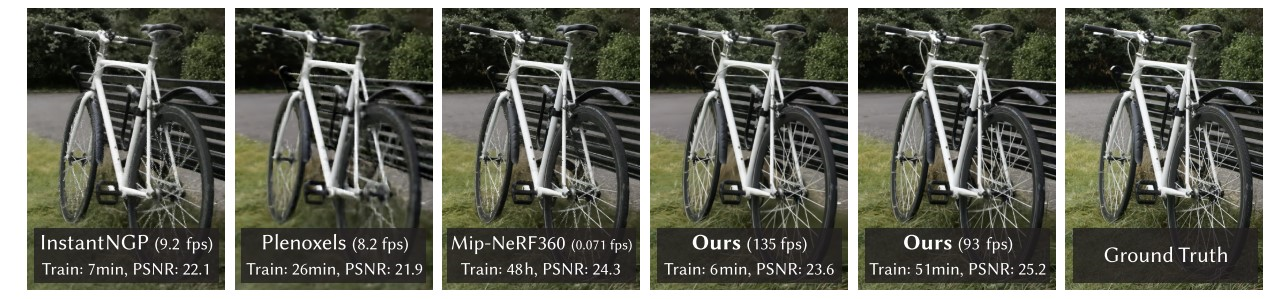 InstantNGP (9.2 fps)
Train: 7min, PSNR: 22.1
Plenoxels (8.2 fps)
Train: 26min, PSNR: 21.9
Mip-NeRF360 (0.071 fps)
Train: 48h, PSNR: 24.3
Ours (135 fps)
Train: 6min, PSNR: 23.6
Ours (93 fps)
Train: 51min, PSNR: 25.2
Ground Truth